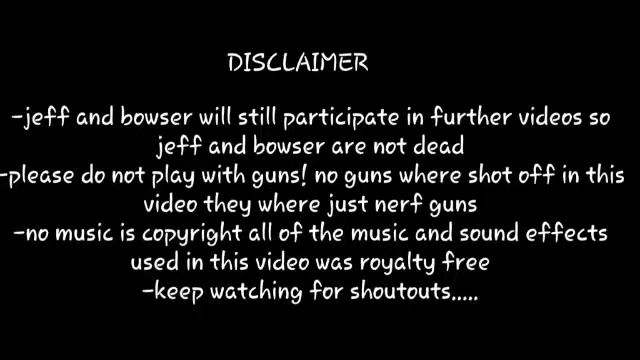 DISCLAIMER
-jeff and bowser will still participate in further videos so
jeff and bowser are not dead
-please do not play with guns! no guns where shot off in this
video they where just nerf guns
-no music is copyright all of the music and sound effects
used in this video was royalty free
-keep watching for shoutouts.....